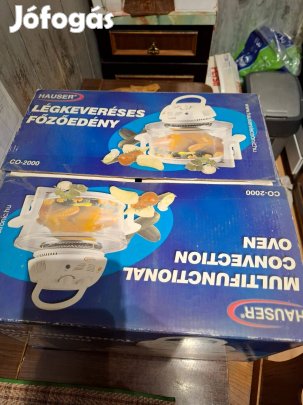 Jófogás
HAUSER
LÉGKEVERÉSES
FŐZŐEDÉNY
CO-2000
CO-2000
MULTIFUNCTIONAL
CONVECTION
OVEN
HAUSER